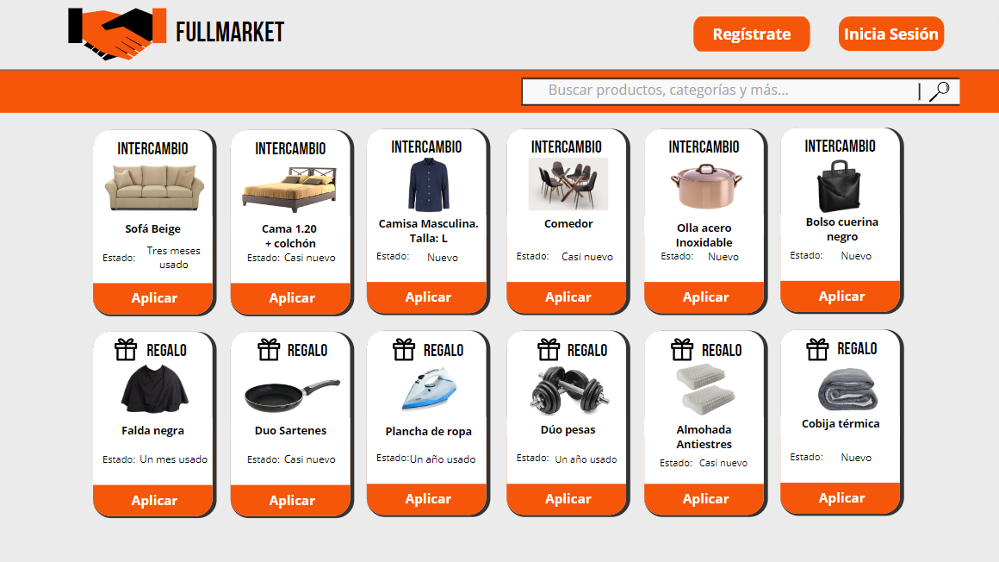 FULLMARKET
Regístrate
Inicia Sesión
Buscar productos, categorías y más...
INTERCAMBIO
Sofá Beige
Estado: Tres meses
usado
Aplicar
INTERCAMBIO
Cama 1.20
+ colchón
Estado: Casi nuevo
Aplicar
INTERCAMBIO
Camisa Masculina.
Talla: L
Estado: Nuevo
Aplicar
INTERCAMBIO
Comedor
Estado: Casi nuevo
Aplicar
INTERCAMBIO
Olla acero
Inoxidable
Estado: Nuevo
Aplicar
INTERCAMBIO
Bolso cuerina
negro
Estado: Nuevo
Aplicar
REGALO
Falda negra
Estado: Un mes usado
Aplicar
REGALO
Duo Sartenes
Estado: Casi nuevo
Aplicar
REGALO
Plancha de ropa
Estado: Un año usado
Aplicar
REGALO
Dúo pesas
Estado: Un año usado
Aplicar
REGALO
Almohada
Antiestres
Estado: Casi nuevo
Aplicar
REGALO
Cobija térmica
Estado: Nuevo
Aplicar